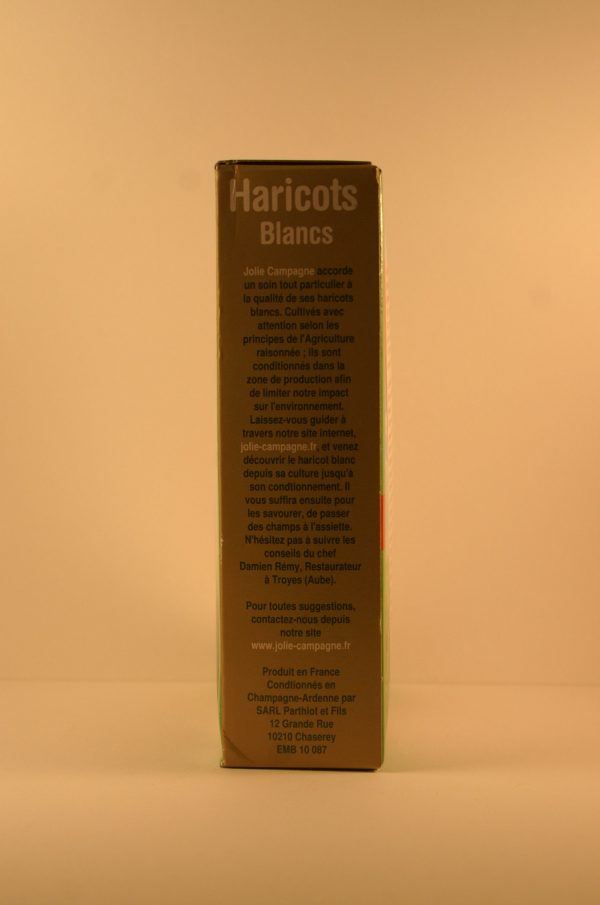 Haricots
Blancs
Jolie Campagne accorde
un soin tout particulier à
la qualité de ses haricots
blancs. Cultivés avec
attention selon les
principes de l'Agriculture
raisonnée ; ils sont
conditionnés dans la
zone de production afin
de limiter notre impact
sur l'environnement.
Laissez-vous guider à
travers notre site internet,
jolie-campagne.fr, et venez
découvrir le haricot blanc
depuis sa culture jusqu'à
son condtionnement. Il
vous suffira ensuite pour
les savourer, de passer
des champs à l'assiette.
N'hésitez pas à suivre les
conseils du chef
Damien Rémy, Restaurateur
à Troyes (Aube).
Pour toutes suggestions,
contactez-nous depuis
notre site
www.jolie-campagne.fr
Produit en France
Condtionnés en
Champagne-Ardenne par
SARL Parthiot et Fils
12 Grande Rue
10210 Chaserey
EMB 10 087